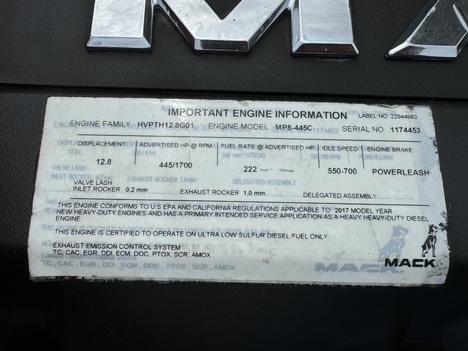 MA
IMPORTANT ENGINE INFORMATION
LABEL NO 22944983
ENGINE FAMILY HVPTH12.8G01 ENGINE MODEL MP8-445C SERIAL NO 1174453
DISPLACEMENT: ADVERTISED HP @ RPM: FUEL RATE @ ADVERTISED HP IDLE SPEED ENGINE BRAKE
12.8 445/1700 222 550-700 POWERLEASH
VALVE LASH
INLET ROCKER 0.2 mm EXHAUST ROCKER 1.0 mm DELEGATED ASSEMBLY
THIS ENGINE CONFORMS TO U.S EPA AND CALIFORNIA REGULATIONS APPLICABLE TO 2017 MODEL YEAR
NEW HEAVY-DUTY ENGINES AND HAS A PRIMARY INTENDED SERVICE APPLICATION AS A HEAVY HEAVY-DUTY DIESEL
ENGINE
THIS ENGINE IS CERTIFIED TO OPERATE ON ULTRA LOW SULFUR DIESEL FUEL ONLY
EXHAUST EMISSION CONTROL SYSTEM
TC, CAC, EGR, DDI, ECM, DOC, PTOX, SCR, AMOX
MACK